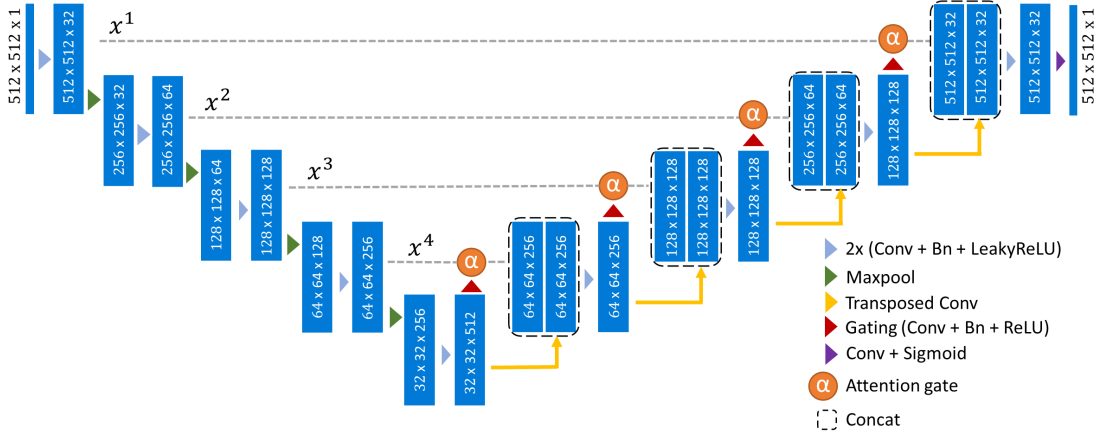 512 x 512 x 1
512 x 512 x 32
x¹
256 x 256 x 32
256 x 256 x 64
x²
128 x 128 x 64
128 x 128 x 128
x³
64 x 64 x 128
64 x 64 x 256
x⁴
32 x 32 x 256
32 x 32 x 512
α
64 x 64 x 256
64 x 64 x 256
64 x 64 x 256
α
128 x 128 x 128
128 x 128 x 128
128 x 128 x 128
α
256 x 256 x 64
256 x 256 x 64
128 x 128 x 128
α
512 x 512 x 32
512 x 512 x 32
512 x 512 x 32
512 x 512 x 1
2x (Conv + Bn + LeakyReLU)
Maxpool
Transposed Conv
Gating (Conv + Bn + ReLU)
Conv + Sigmoid
α Attention gate
Concat